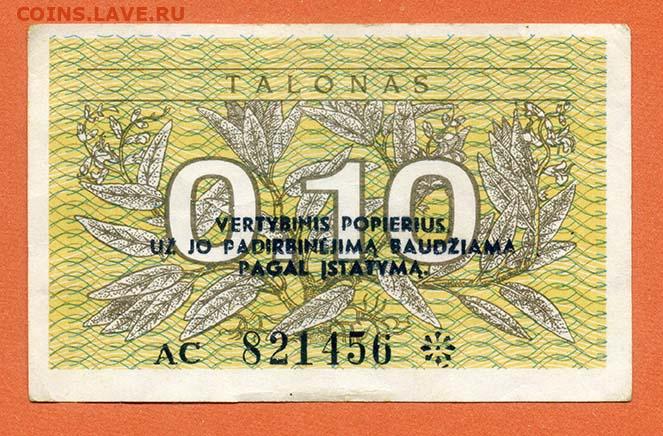 COINS.LAVE.RU
TALONAS
0,10
VERTYBINIS POPIERIUS.
UŽ JO PADIRBINĖJIMĄ BAUDŽIAMA
PAGAL ĮSTATYMĄ.
AC 821456